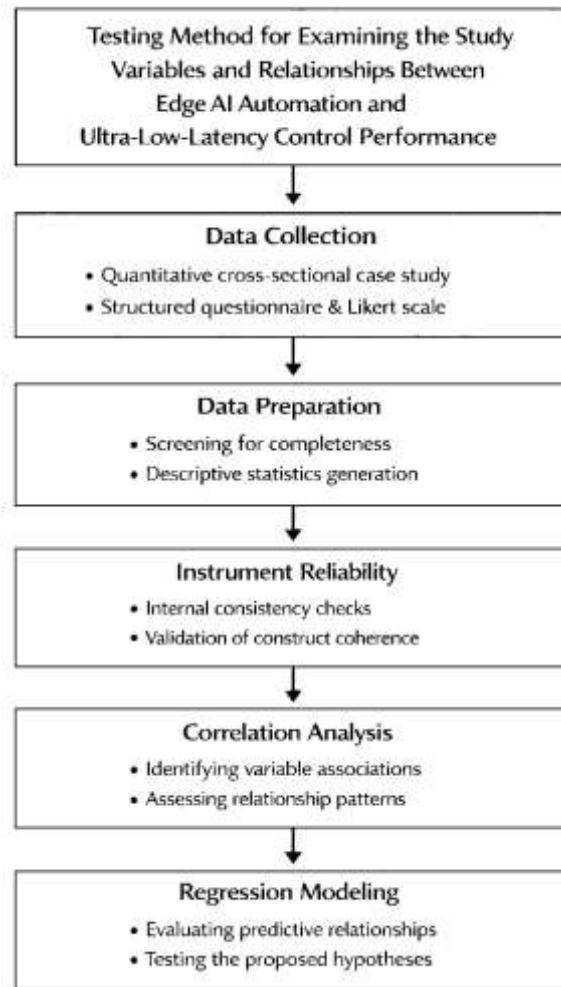 Testing Method for Examining the Study
Variables and Relationships Between
Edge AI Automation and
Ultra-Low-Latency Control Performance
Data Collection
• Quantitative cross-sectional case study
• Structured questionnaire & Likert scale
Data Preparation
• Screening for completeness
• Descriptive statistics generation
Instrument Reliability
• Internal consistency checks
• Validation of construct coherence
Correlation Analysis
• Identifying variable associations
• Assessing relationship patterns
Regression Modeling
• Evaluating predictive relationships
• Testing the proposed hypotheses